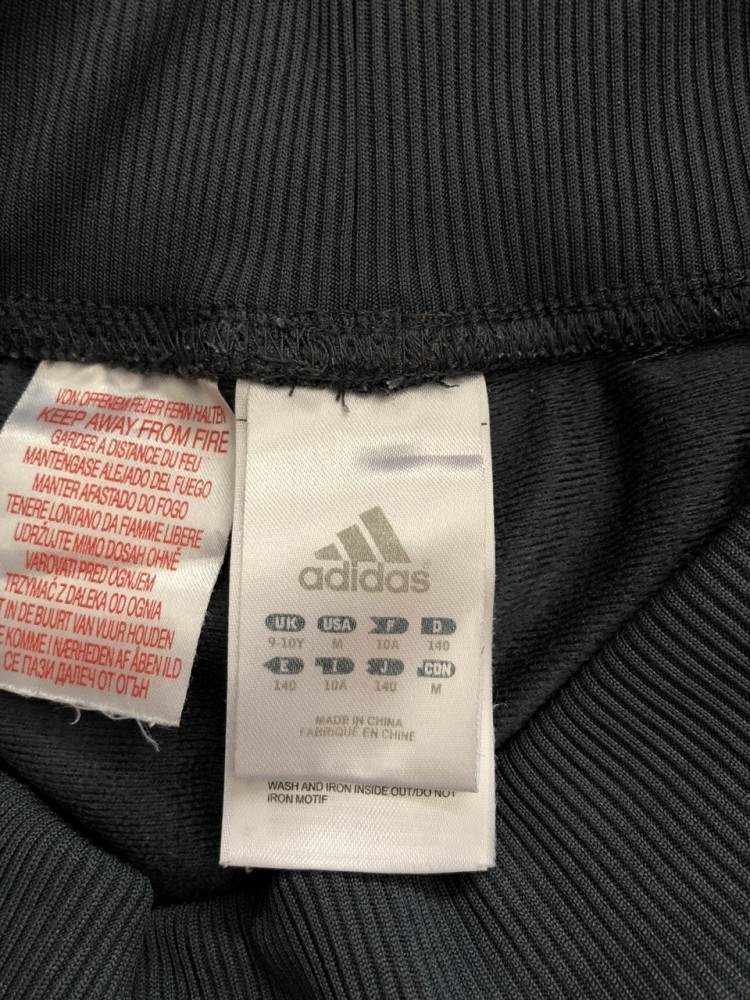 VON OFFENEM FEUER FERN HALTEN
KEEP AWAY FROM FIRE
GARDER A DISTANCE DU FEU
MANTÉNGASE ALEJADO DEL FUEGO
MANTER AFASTADO DO FOGO
TENERE LONTANO DA FIAMME LIBERE
UDRŽUJTE MIMO DOSAH OHNĚ
VAROVATI PRED OGNJEM
TRZYMAĆ Z DALEKA OD OGNIA
IN DE BUURT VAN VUUR HOUDEN
KOMME I NÆRHEDEN AF ÅBEN ILD
СЕ ПАЗИ ДАЛЕЧ ОТ ОГЪН
adidas
UK USA F D
9-10Y M 10A 140
E I J CDN
140 10A 140 M
MADE IN CHINA
FABRIQUÉ EN CHINE
WASH AND IRON INSIDE OUT/DO NOT
IRON MOTIF